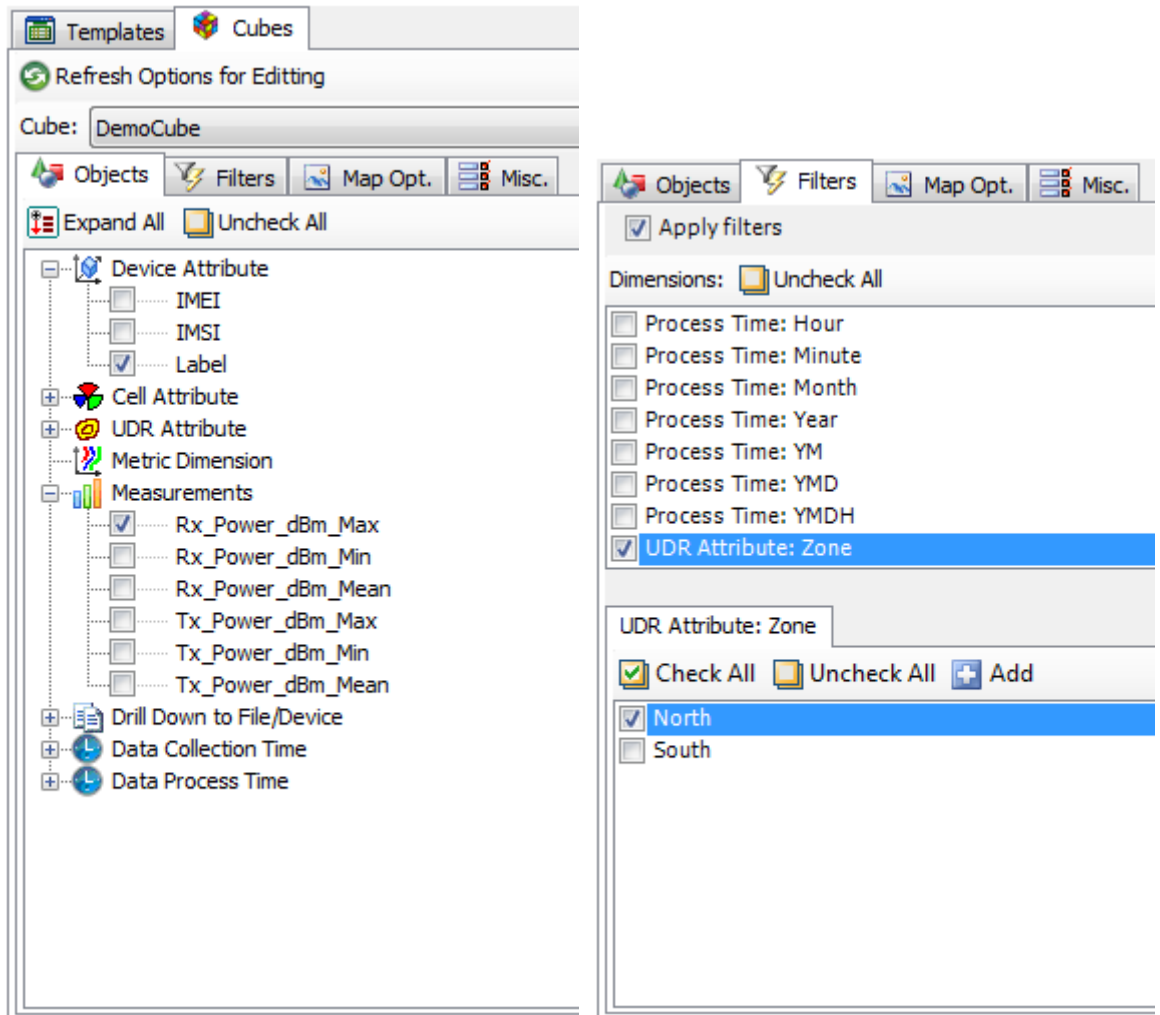 Templates Cubes
Refresh Options for Editting
Cube: DemoCube
Objects Filters Map Opt. Misc.
Expand All Uncheck All
Device Attribute
IMEI
IMSI
Label
Cell Attribute
UDR Attribute
Metric Dimension
Measurements
Rx_Power_dBm_Max
Rx_Power_dBm_Min
Rx_Power_dBm_Mean
Tx_Power_dBm_Max
Tx_Power_dBm_Min
Tx_Power_dBm_Mean
Drill Down to File/Device
Data Collection Time
Data Process Time
Objects Filters Map Opt. Misc.
Apply filters
Dimensions: Uncheck All
Process Time: Hour
Process Time: Minute
Process Time: Month
Process Time: Year
Process Time: YM
Process Time: YMD
Process Time: YMDH
UDR Attribute: Zone
UDR Attribute: Zone
Check All Uncheck All Add
North
South